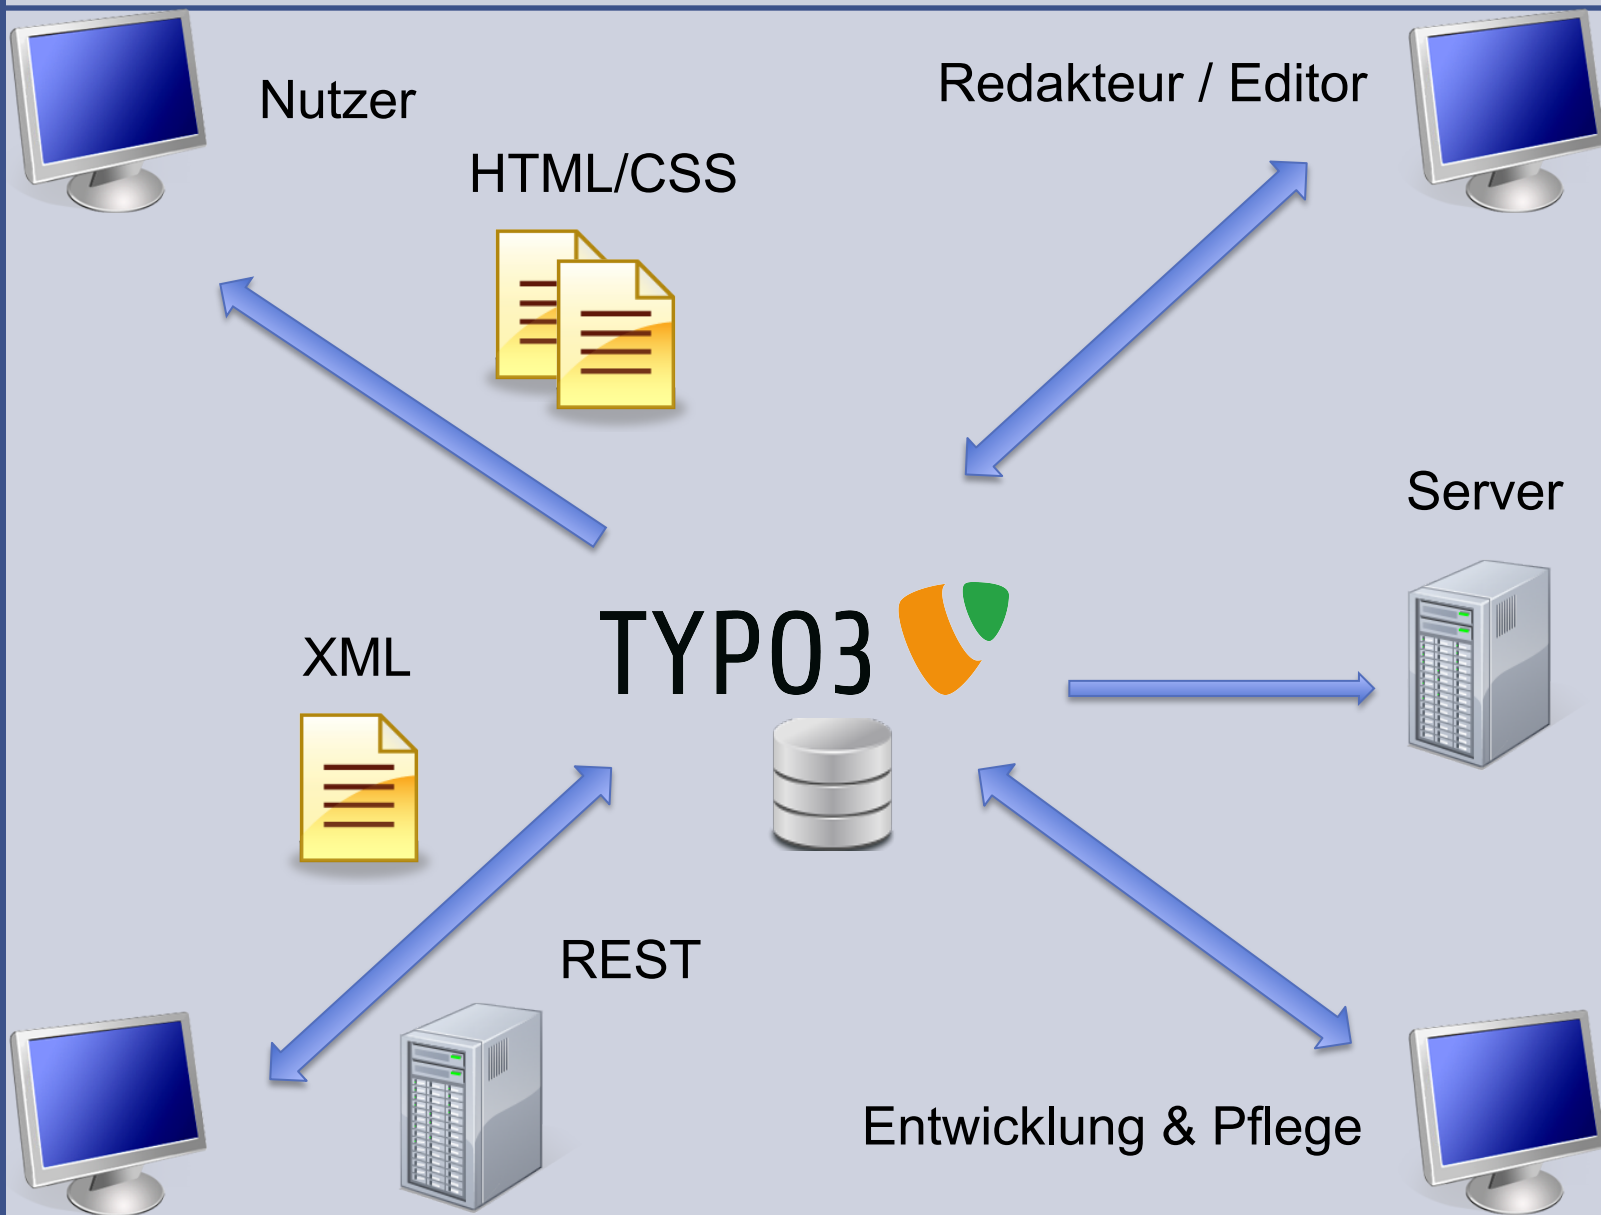 Nutzer
Redakteur / Editor
HTML/CSS
Server
TYPO3
XML
REST
Entwicklung & Pflege